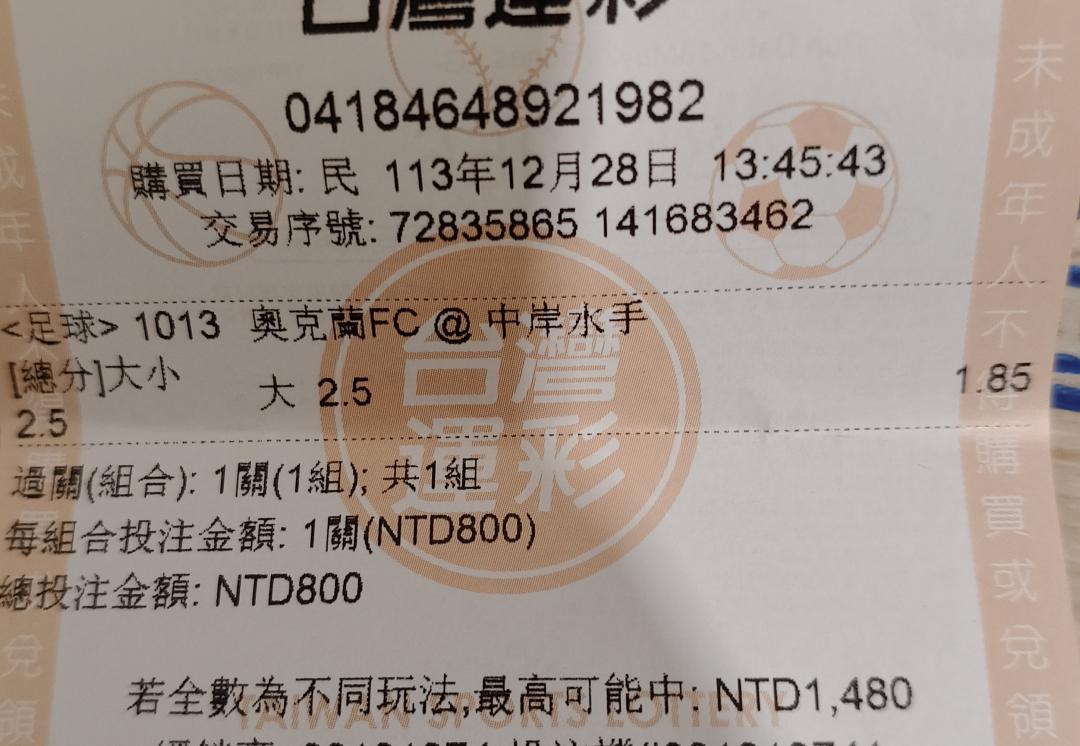 台灣運彩
04184648921982
購買日期: 民 113年12月28日 13:45:43
交易序號: 72835865 141683462
<足球> 1013 奧克蘭FC @ 中岸水手
[總分]大小 大 2.5 1.85
2.5
過關(組合): 1關(1組); 共1組
每組合投注金額: 1關(NTD800)
總投注金額: NTD800
若全數為不同玩法,最高可能中: NTD1,480
台灣
運彩
TAIWAN SPORTS LOTTERY
未成年人不得購買或兌領